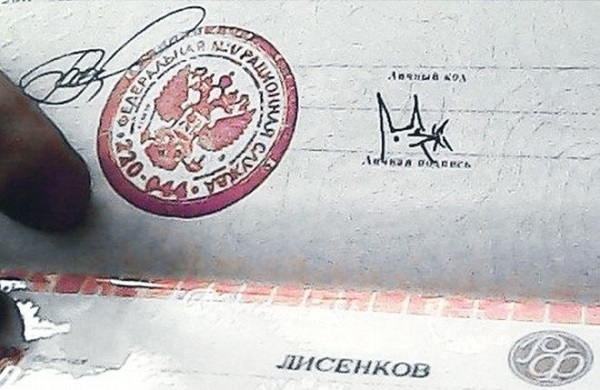 ФЕДЕРАЛЬНАЯ МИГРАЦИОННАЯ СЛУЖБА
Личный код
Личная подпись
ЛИСЕНКОВ